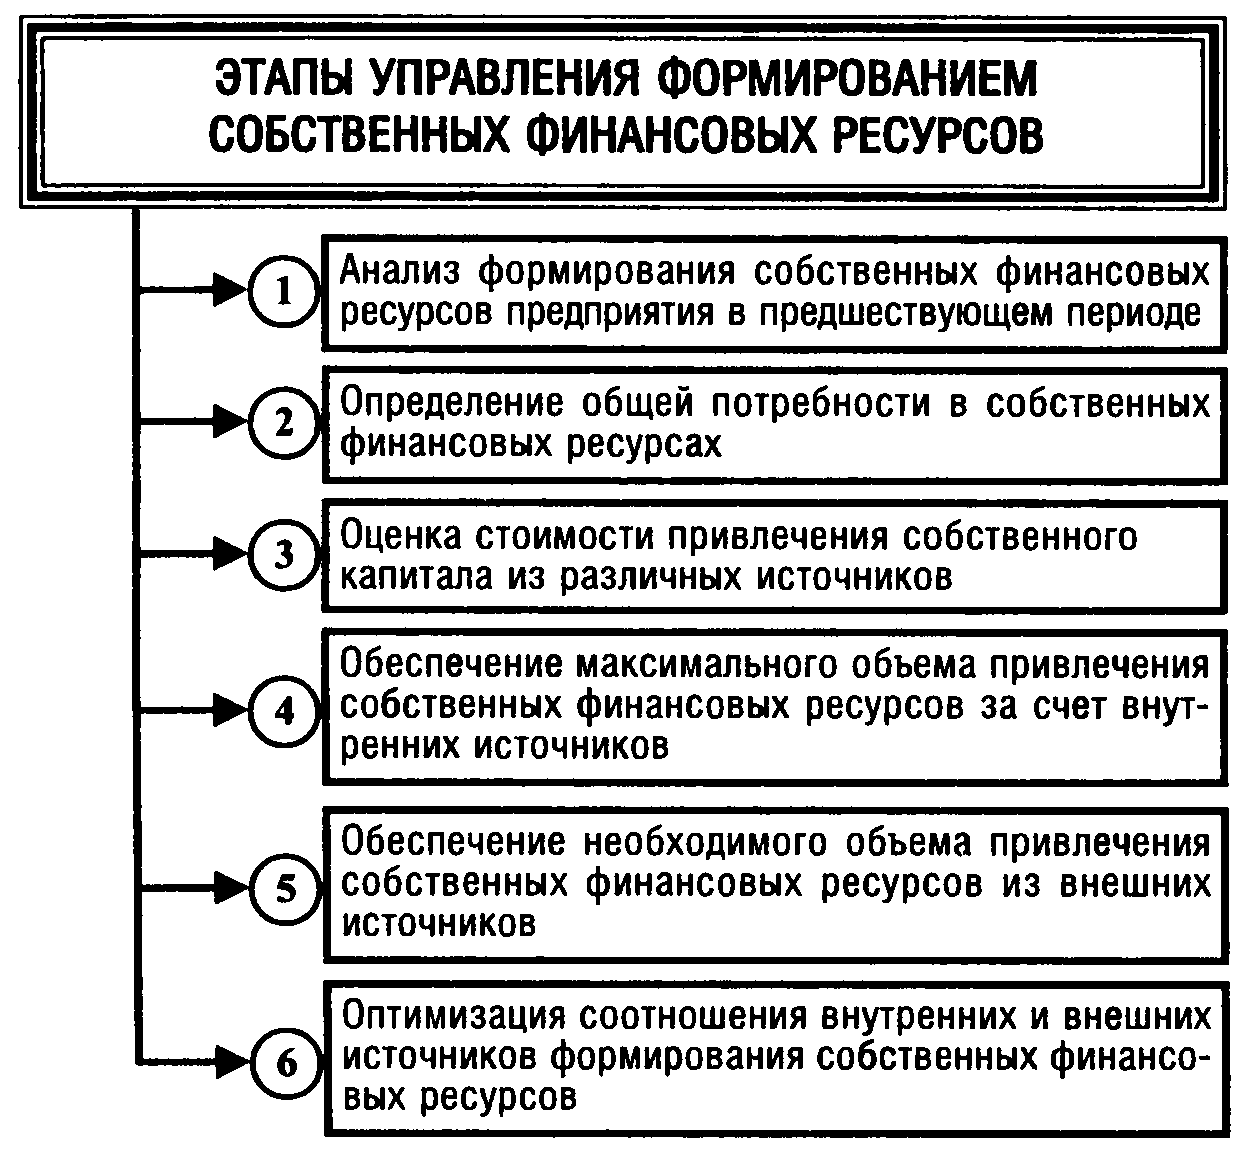 ЭТАПЫ УПРАВЛЕНИЯ ФОРМИРОВАНИЕМ
СОБСТВЕННЫХ ФИНАНСОВЫХ РЕСУРСОВ
1
Анализ формирования собственных финансовых
ресурсов предприятия в предшествующем периоде
2
Определение общей потребности в собственных
финансовых ресурсах
3
Оценка стоимости привлечения собственного
капитала из различных источников
4
Обеспечение максимального объема привлечения
собственных финансовых ресурсов за счет внут-
ренних источников
5
Обеспечение необходимого объема привлечения
собственных финансовых ресурсов из внешних
источников
6
Оптимизация соотношения внутренних и внешних
источников формирования собственных финансо-
вых ресурсов